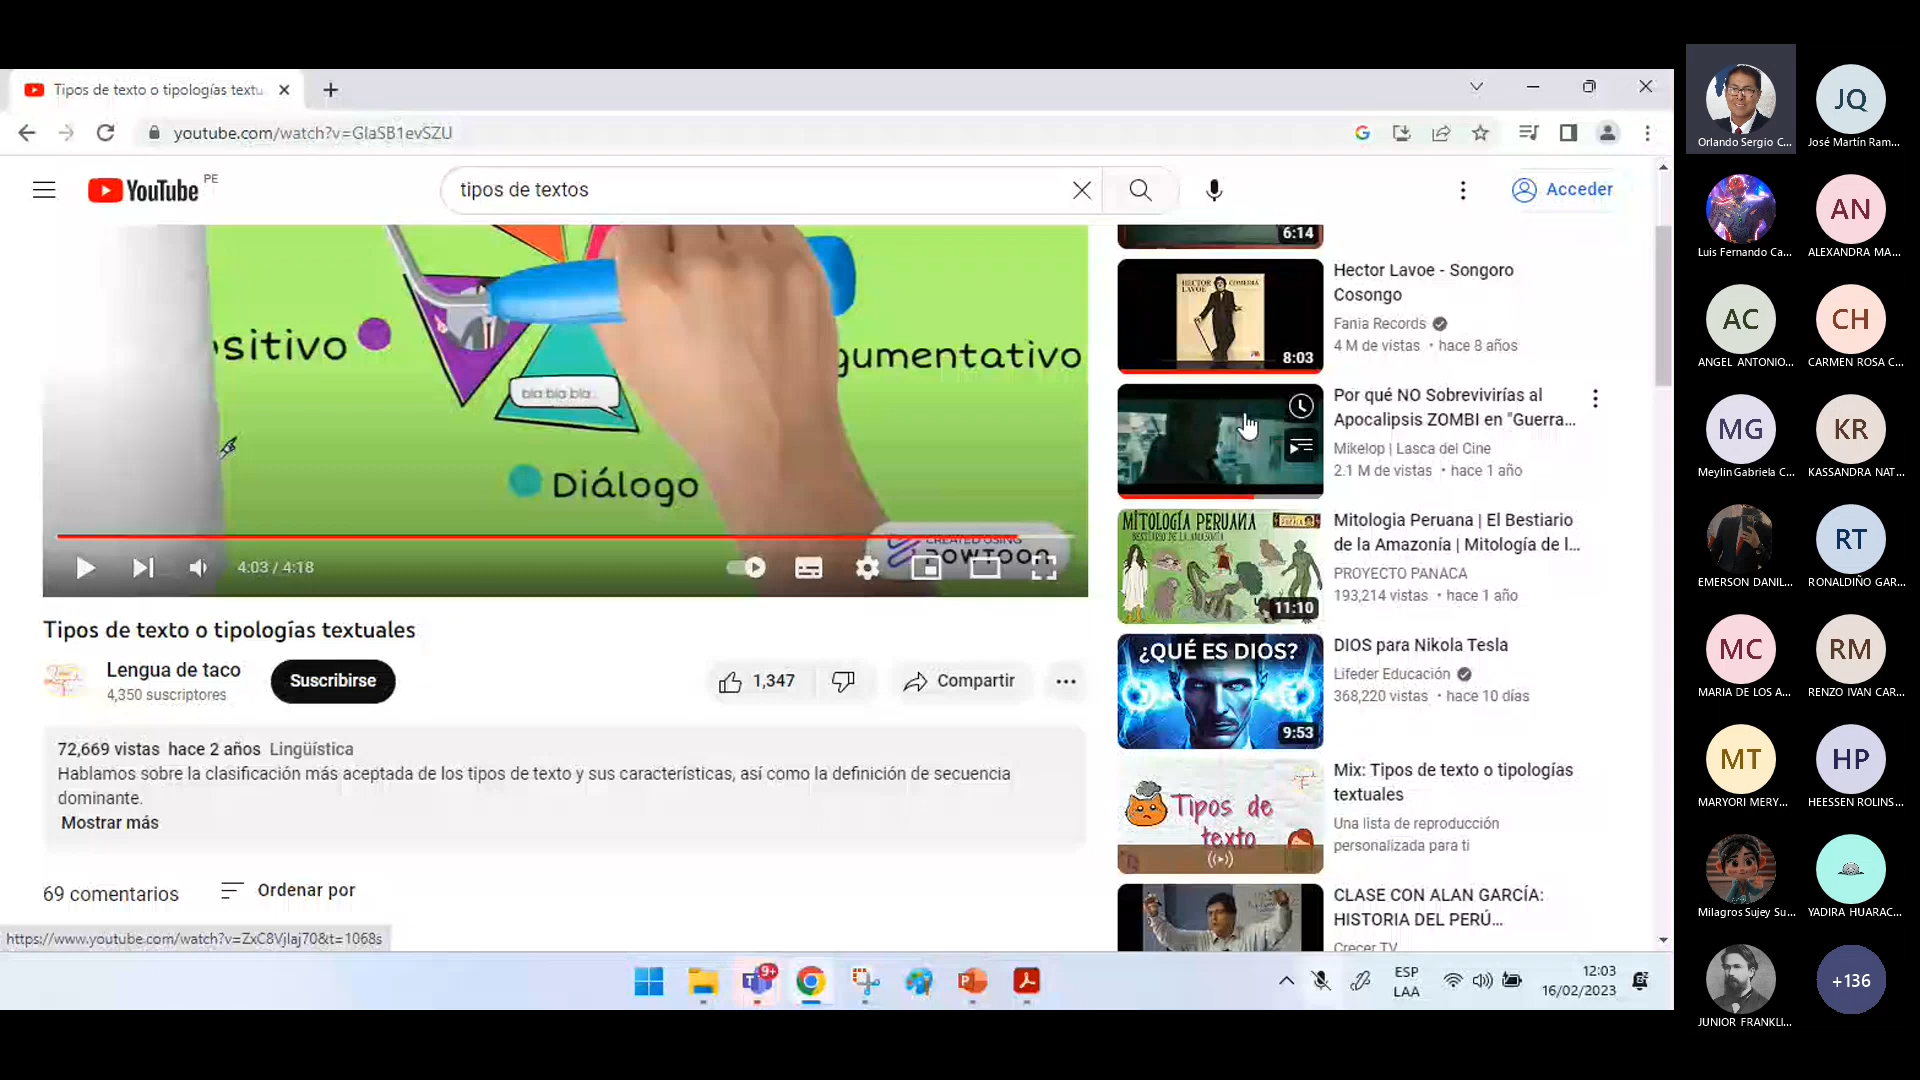 Tipos de texto o tipologías textu
youtube.com/watch?v=GlaSB1evSZU
YouTube PE
tipos de textos
Acceder
sitivo
gumentativo
bla bla bla...
Diálogo
CREATED USING
POWTOON
4:03 / 4:18
Tipos de texto o tipologías textuales
Lengua de taco
4,350 suscriptores
Suscribirse
1,347
Compartir
72,669 vistas hace 2 años Lingüística
Hablamos sobre la clasificación más aceptada de los tipos de texto y sus características, así como la definición de secuencia
dominante.
Mostrar más
69 comentarios
Ordenar por
https://www.youtube.com/watch?v=ZxC8Vjlaj70&t=1068s
6:14
HECTOR LAVOE COMEDIA
8:03
Hector Lavoe - Songoro
Cosongo
Fania Records
4 M de vistas • hace 8 años
Por qué NO Sobrevivirías al
Apocalipsis ZOMBI en "Guerra...
Mikelop | Lasca del Cine
2.1 M de vistas • hace 1 año
MITOLOGÍA PERUANA
BESTIARIO DE LA AMAZONÍA
11:10
Mitologia Peruana | El Bestiario
de la Amazonía | Mitología de l...
PROYECTO PANACA
193,214 vistas • hace 1 año
¿QUÉ ES DIOS?
9:53
DIOS para Nikola Tesla
Lifeder Educación
368,220 vistas • hace 10 días
Tipos de
texto
Mix: Tipos de texto o tipologías
textuales
Una lista de reproducción
personalizada para ti
CLASE CON ALAN GARCÍA:
HISTORIA DEL PERÚ...
Crecer TV
9+
ESP
LAA
12:03
16/02/2023
Orlando Sergio C...
JQ
José Martín Ram...
Luis Fernando Ca...
AN
ALEXANDRA MA...
AC
ANGEL ANTONIO...
CH
CARMEN ROSA C...
MG
Meylin Gabriela C...
KR
KASSANDRA NAT...
EMERSON DANIL...
RT
RONALDIÑO GAR...
MC
MARIA DE LOS A...
RM
RENZO IVAN CAR...
MT
MARYORI MERY...
HP
HEESSEN ROLINS...
Milagros Sujey Su...
YADIRA HUARAC...
JUNIOR FRANKLI...
+136